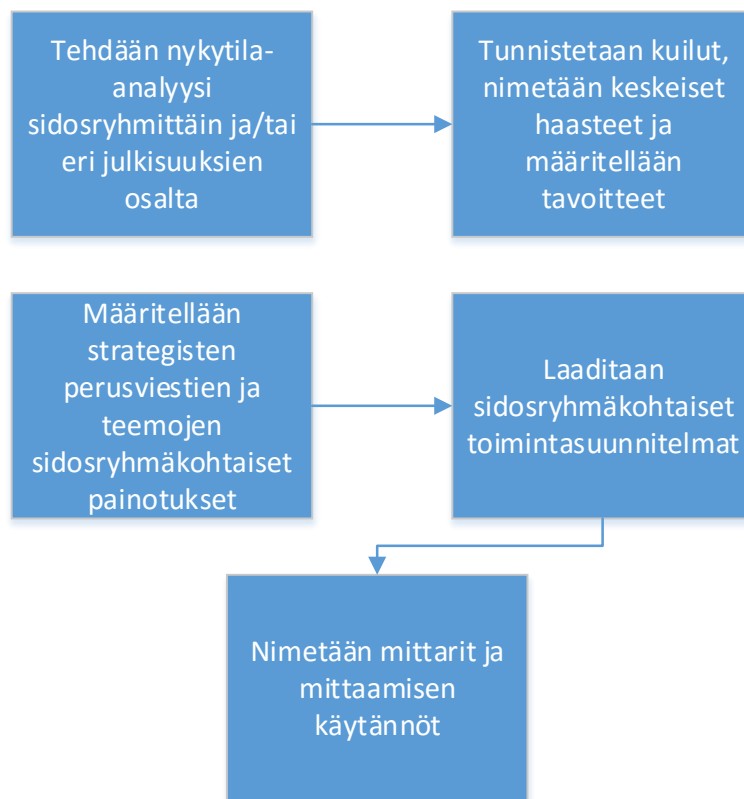 Tehdään nykytila-
analyysi
sidosryhmittäin ja/tai
eri julkisuuksien
osalta
Tunnistetaan kuilut,
nimetään keskeiset
haasteet ja
määritellään
tavoitteet
Määritellään
strategisten
perusviestien ja
teemojen
sidosryhmäkohtaiset
painotukset
Laaditaan
sidosryhmäkohtaiset
toimintasuunnitelmat
Nimetään mittarit ja
mittaamisen
käytännöt